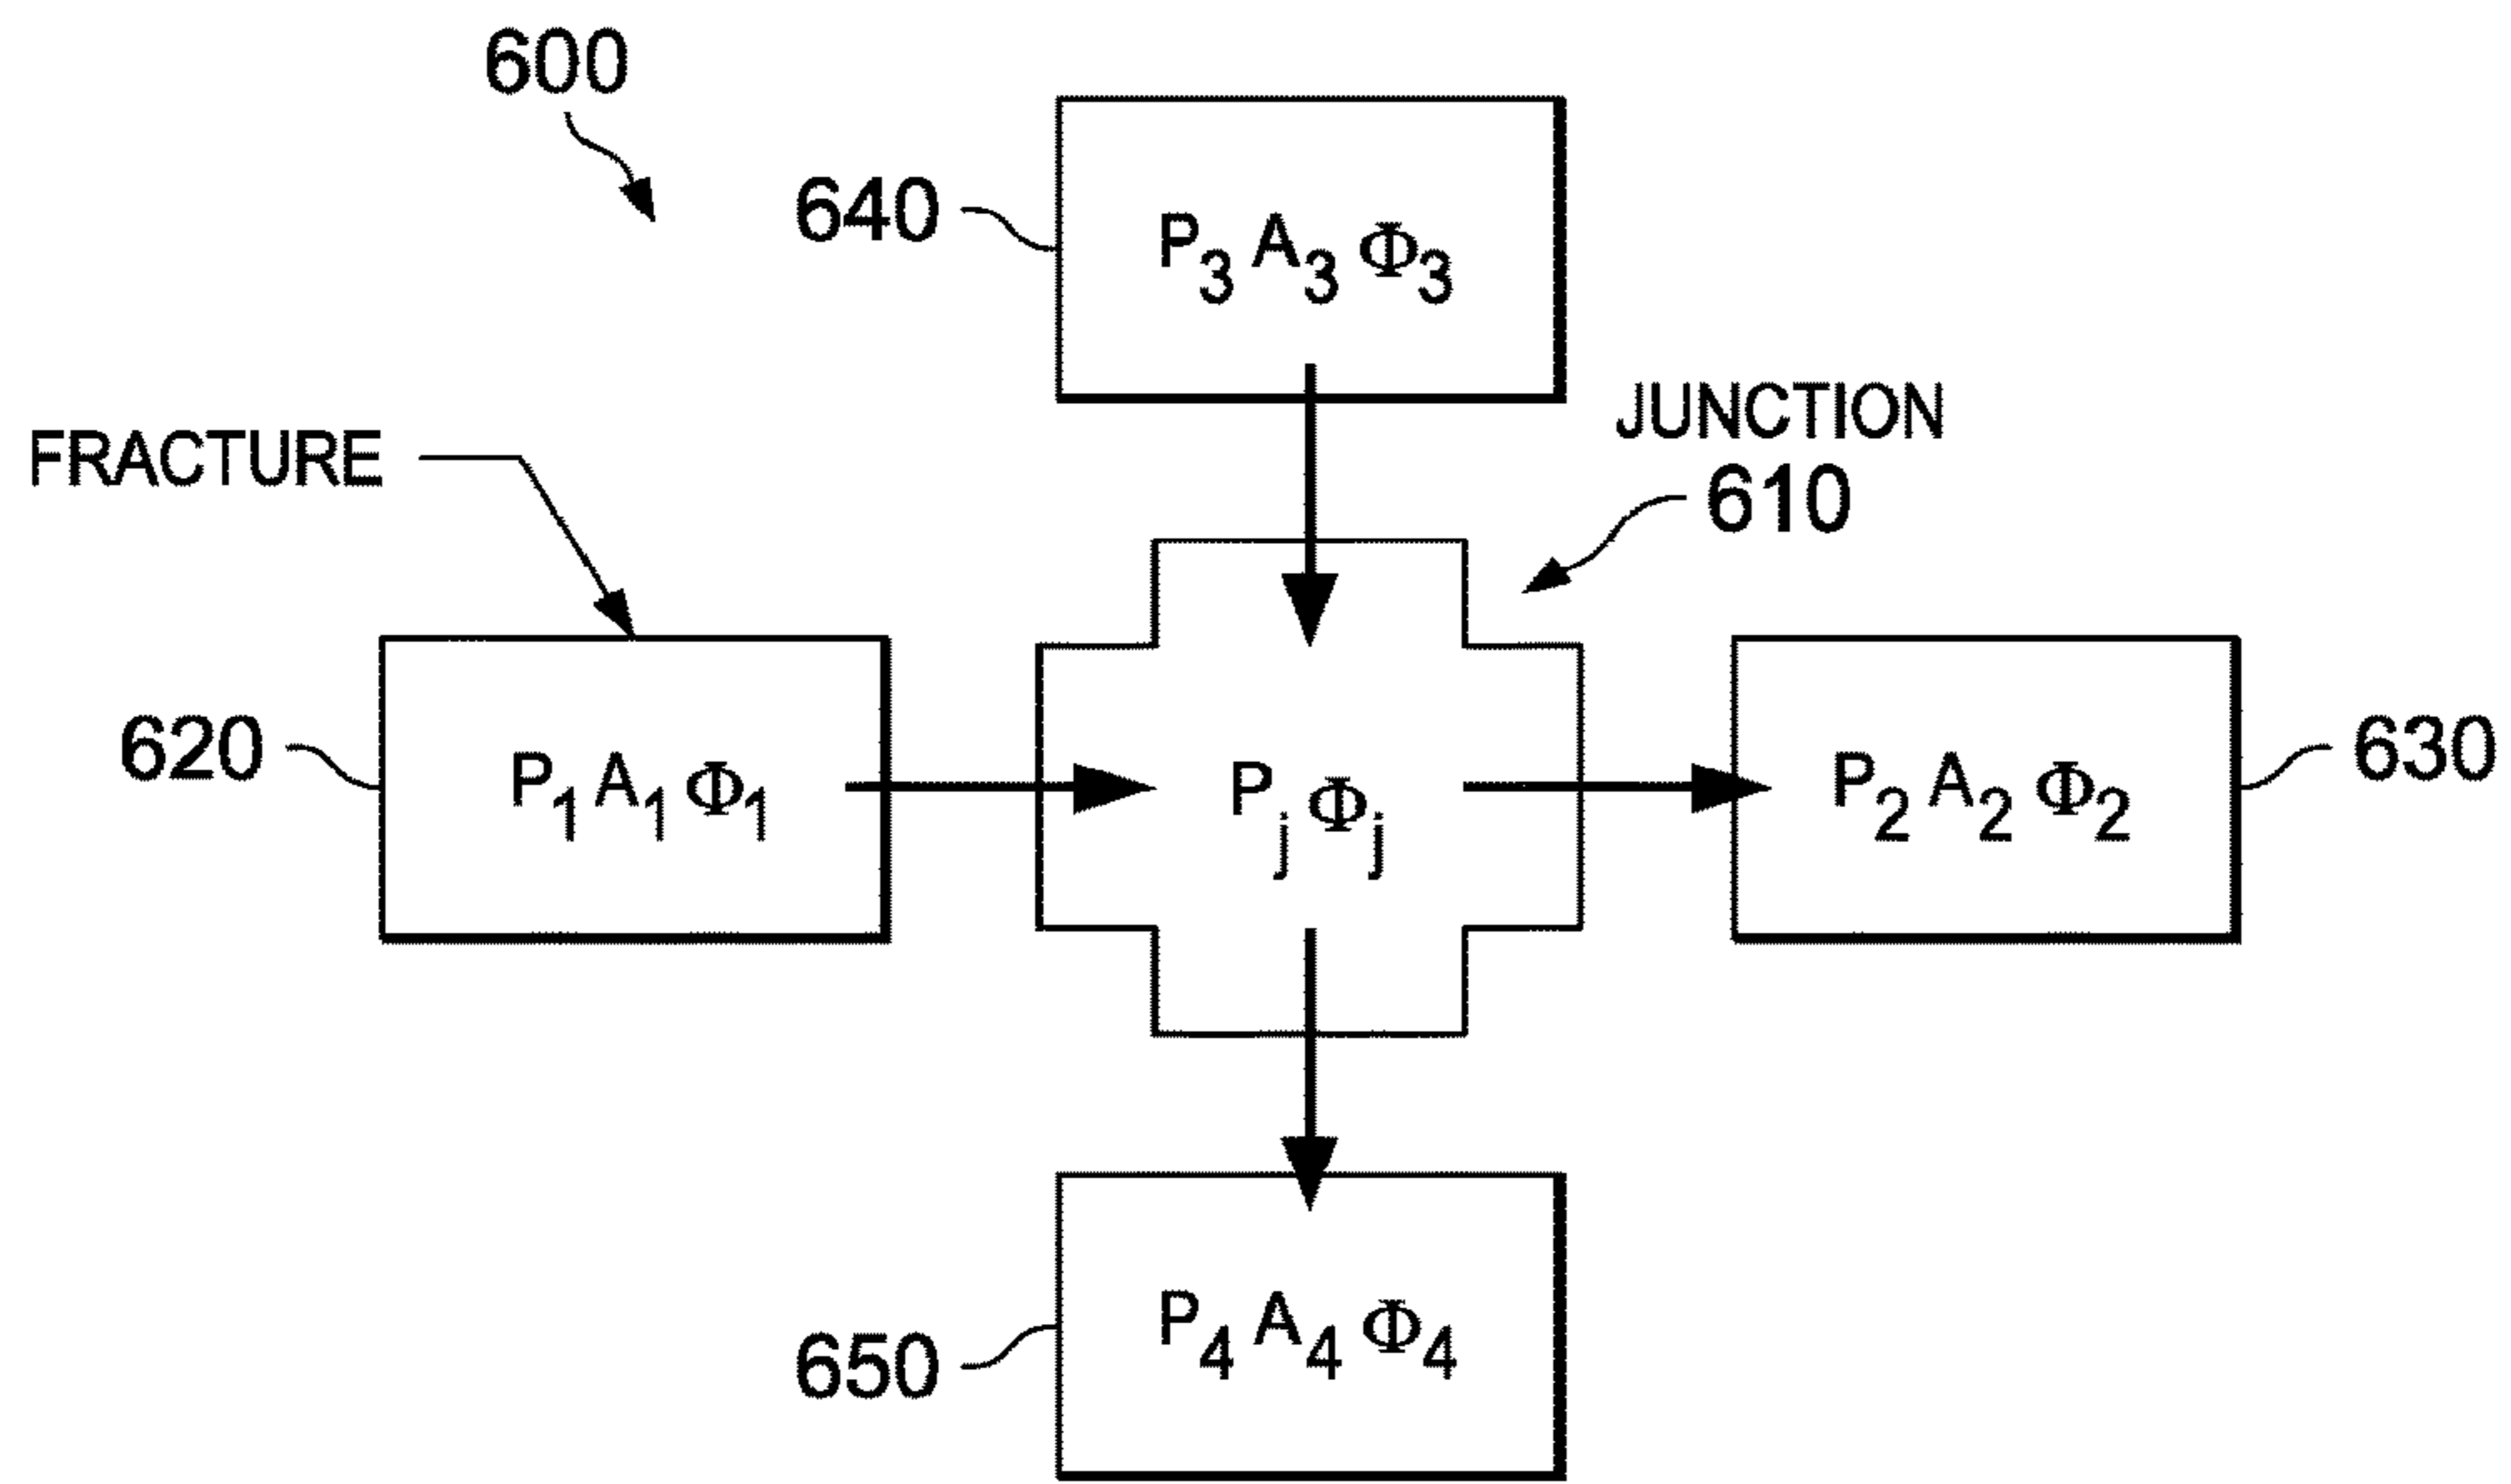 600
640
P3 A3 Φ3
JUNCTION
610
FRACTURE
620
P1 A1 Φ1
Pj Φj
P2 A2 Φ2
630
650
P4 A4 Φ4